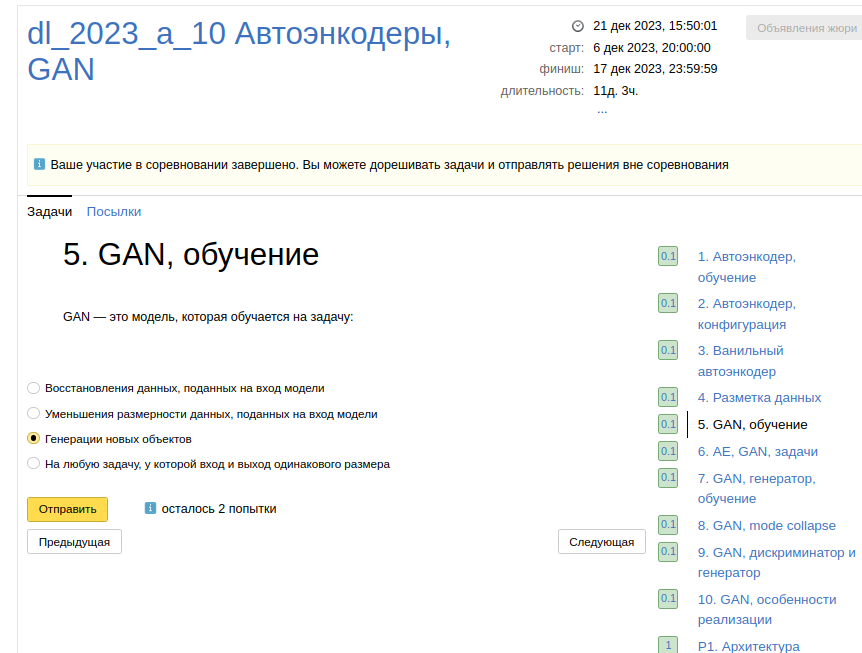 dl_2023_a_10 Автоэнкодеры,
GAN
21 дек 2023, 15:50:01
старт: 6 дек 2023, 20:00:00
финиш: 17 дек 2023, 23:59:59
длительность: 11д. 3ч.
...
Объявления жюри
Ваше участие в соревновании завершено. Вы можете дорешивать задачи и отправлять решения вне соревнования
Задачи Посылки
5. GAN, обучение
GAN — это модель, которая обучается на задачу:
Восстановления данных, поданных на вход модели
Уменьшения размерности данных, поданных на вход модели
Генерации новых объектов
На любую задачу, у которой вход и выход одинакового размера
Отправить
осталось 2 попытки
Предыдущая
Следующая
0.1 1. Автоэнкодер,
обучение
0.1 2. Автоэнкодер,
конфигурация
0.1 3. Ванильный
автоэнкодер
0.1 4. Разметка данных
0.1 5. GAN, обучение
0.1 6. AE, GAN, задачи
0.1 7. GAN, генератор,
обучение
0.1 8. GAN, mode collapse
0.1 9. GAN, дискриминатор и
генератор
0.1 10. GAN, особенности
реализации
1 P1. Архитектура